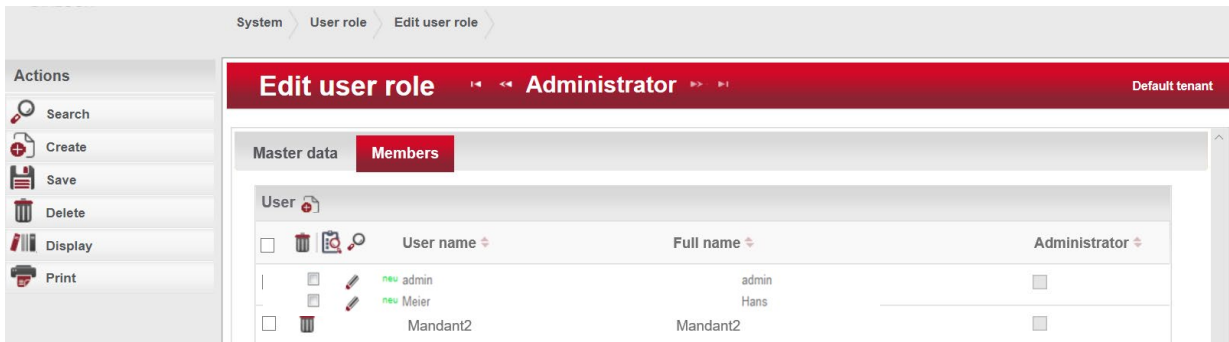 System User role Edit user role
Actions
Search
Create
Save
Delete
Display
Print
Edit user role Administrator Default tenant
Master data Members
User
User name Full name Administrator
neu admin admin
neu Meier Hans
Mandant2 Mandant2